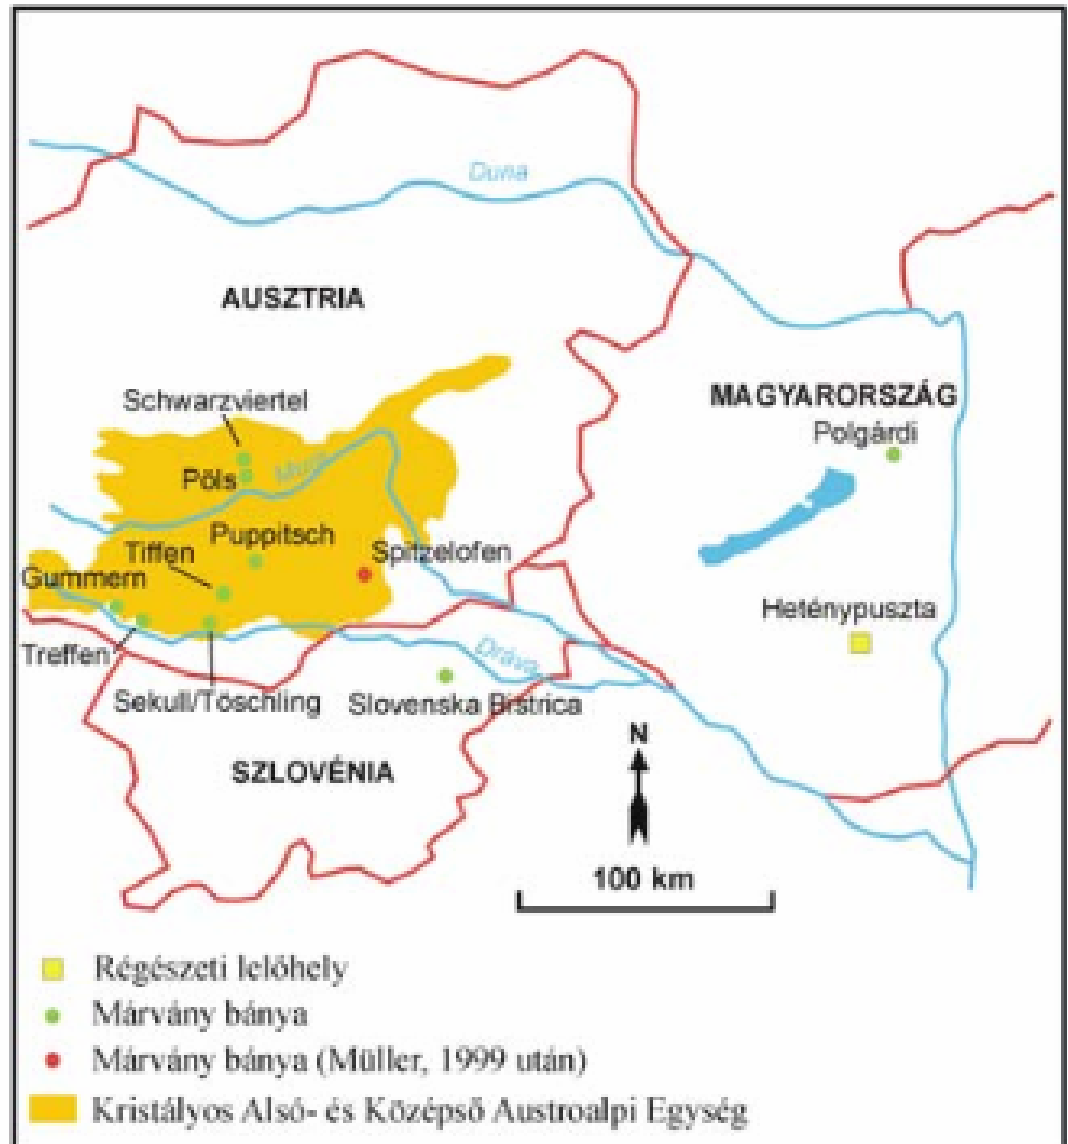 Duna
AUSZTRIA
MAGYARORSZÁG
Polgárdi
Schwarzviertel
Mura
Pöls
Puppitsch
Tiffen
Spitzelofen
Gummern
Heténypuszta
Treffen
Dráva
Sekull/Töschling
Slovenska Bistrica
N
SZLOVÉNIA
100 km
Régészeti lelőhely
Márvány bánya
Márvány bánya (Müller, 1999 után)
Kristályos Alsó- és Középső Austroalpi Egység